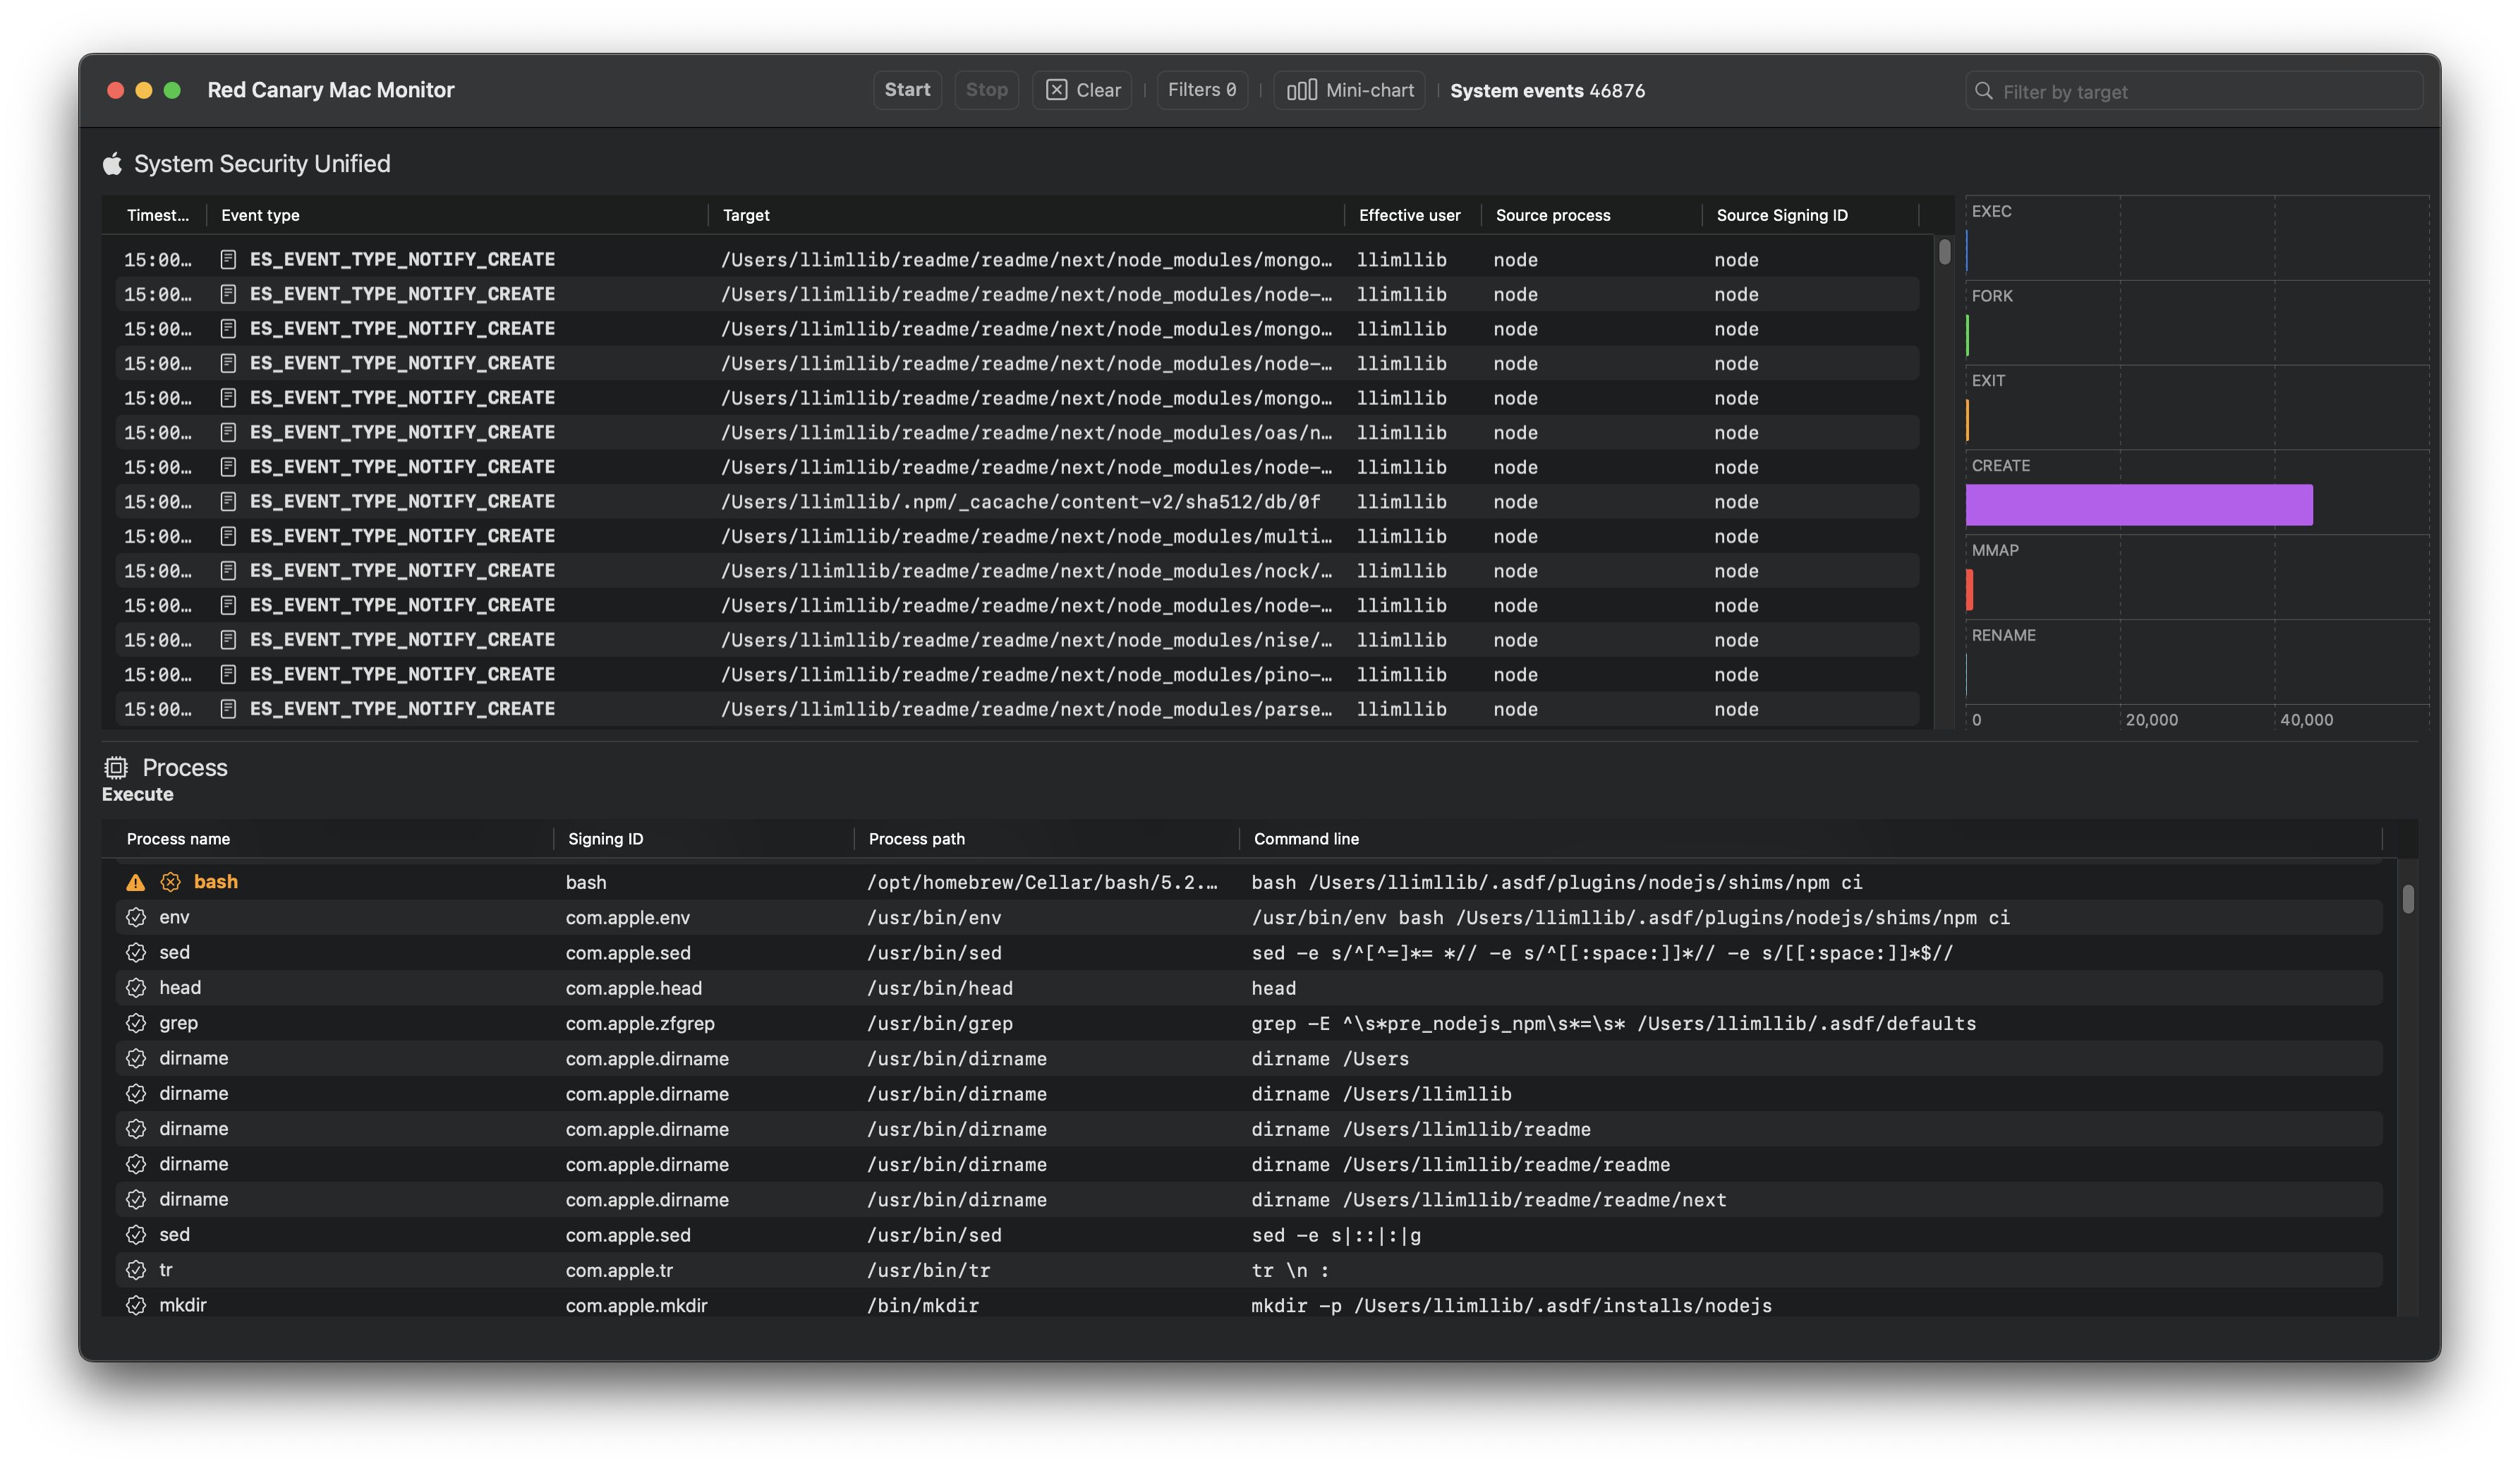 Red Canary Mac Monitor Start Stop Clear Filters 0 Mini-chart System events 46876 Filter by target
System Security Unified
Timest... Event type Target Effective user Source process Source Signing ID
15:00… ES_EVENT_TYPE_NOTIFY_CREATE /Users/llimllib/readme/readme/next/node_modules/mongo… llimllib node node
15:00… ES_EVENT_TYPE_NOTIFY_CREATE /Users/llimllib/readme/readme/next/node_modules/node-… llimllib node node
15:00… ES_EVENT_TYPE_NOTIFY_CREATE /Users/llimllib/readme/readme/next/node_modules/mongo… llimllib node node
15:00… ES_EVENT_TYPE_NOTIFY_CREATE /Users/llimllib/readme/readme/next/node_modules/node-… llimllib node node
15:00… ES_EVENT_TYPE_NOTIFY_CREATE /Users/llimllib/readme/readme/next/node_modules/mongo… llimllib node node
15:00… ES_EVENT_TYPE_NOTIFY_CREATE /Users/llimllib/readme/readme/next/node_modules/oas/n… llimllib node node
15:00… ES_EVENT_TYPE_NOTIFY_CREATE /Users/llimllib/readme/readme/next/node_modules/node-… llimllib node node
15:00… ES_EVENT_TYPE_NOTIFY_CREATE /Users/llimllib/.npm/_cacache/content-v2/sha512/db/0f llimllib node node
15:00… ES_EVENT_TYPE_NOTIFY_CREATE /Users/llimllib/readme/readme/next/node_modules/multi… llimllib node node
15:00… ES_EVENT_TYPE_NOTIFY_CREATE /Users/llimllib/readme/readme/next/node_modules/nock/… llimllib node node
15:00… ES_EVENT_TYPE_NOTIFY_CREATE /Users/llimllib/readme/readme/next/node_modules/node-… llimllib node node
15:00… ES_EVENT_TYPE_NOTIFY_CREATE /Users/llimllib/readme/readme/next/node_modules/nise/… llimllib node node
15:00… ES_EVENT_TYPE_NOTIFY_CREATE /Users/llimllib/readme/readme/next/node_modules/pino-… llimllib node node
15:00… ES_EVENT_TYPE_NOTIFY_CREATE /Users/llimllib/readme/readme/next/node_modules/parse… llimllib node node
EXEC
FORK
EXIT
CREATE
MMAP
RENAME
0 20,000 40,000
Process
Execute
Process name Signing ID Process path Command line
bash bash /opt/homebrew/Cellar/bash/5.2.… bash /Users/llimllib/.asdf/plugins/nodejs/shims/npm ci
env com.apple.env /usr/bin/env /usr/bin/env bash /Users/llimllib/.asdf/plugins/nodejs/shims/npm ci
sed com.apple.sed /usr/bin/sed sed -e s/^[^=]*= *// -e s/^[[:space:]]*// -e s/[[:space:]]*$//
head com.apple.head /usr/bin/head head
grep com.apple.zfgrep /usr/bin/grep grep -E ^\s*pre_nodejs_npm\s*=\s* /Users/llimllib/.asdf/defaults
dirname com.apple.dirname /usr/bin/dirname dirname /Users
dirname com.apple.dirname /usr/bin/dirname dirname /Users/llimllib
dirname com.apple.dirname /usr/bin/dirname dirname /Users/llimllib/readme
dirname com.apple.dirname /usr/bin/dirname dirname /Users/llimllib/readme/readme
dirname com.apple.dirname /usr/bin/dirname dirname /Users/llimllib/readme/readme/next
sed com.apple.sed /usr/bin/sed sed -e s|::|:|g
tr com.apple.tr /usr/bin/tr tr \n :
mkdir com.apple.mkdir /bin/mkdir mkdir -p /Users/llimllib/.asdf/installs/nodejs